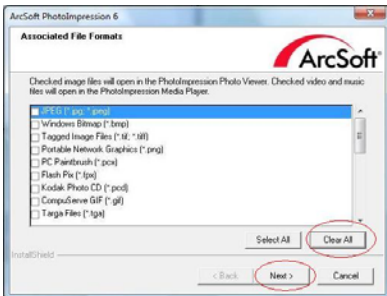 ArcSoft PhotoImpression 6
Associated File Formats
ArcSoft®
Checked image files will open in the PhotoImpression Photo Viewer. Checked video and music
files will open in the PhotoImpression Media Player.
JPEG (*.jpg; *.jpeg)
Windows Bitmap (*.bmp)
Tagged Image Files (*.tif; *.tiff)
Portable Network Graphics (*.png)
PC Paintbrush (*.pcx)
Flash Pix (*.fpx)
Kodak Photo CD (*.pcd)
CompuServe GIF (*.gif)
Targa Files (*.tga)
Select All
Clear All
InstallShield
< Back
Next >
Cancel